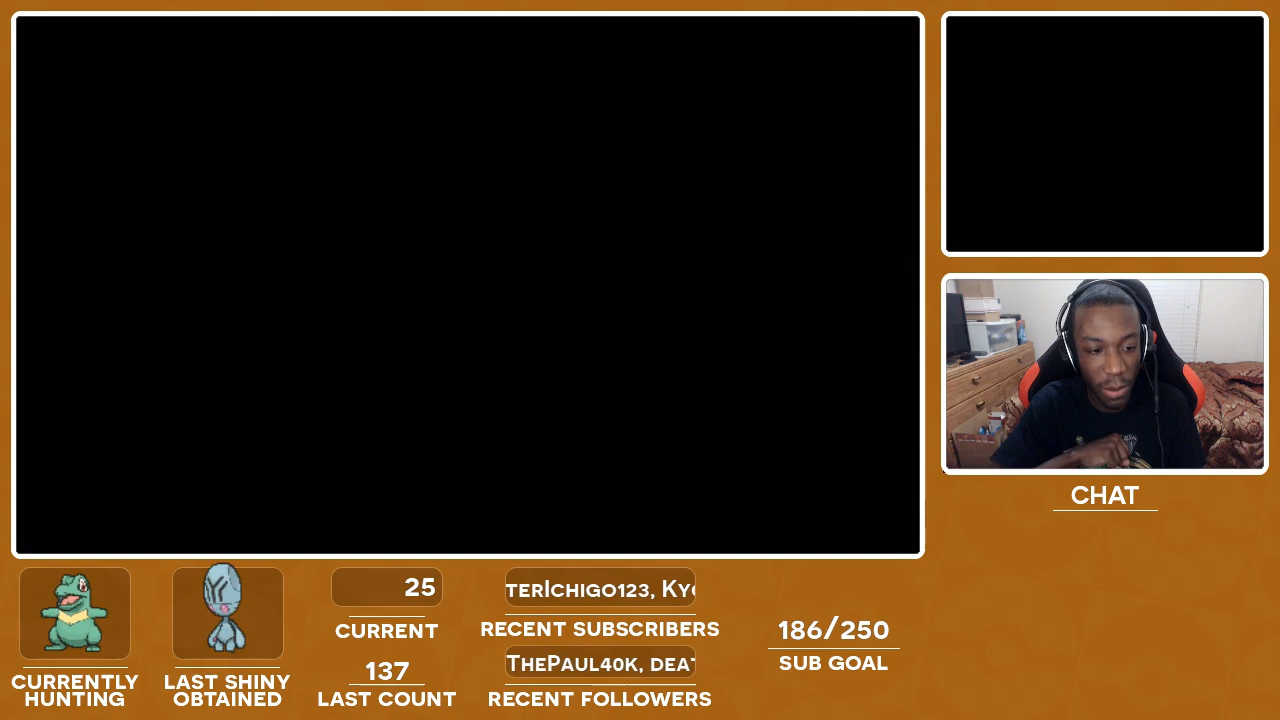 CHAT
25
CURRENT
137
LAST COUNT
CURRENTLY
HUNTING
LAST SHINY
OBTAINED
TERICHIGO123, KY
RECENT SUBSCRIBERS
THEPAUL40K, DEA
RECENT FOLLOWERS
186/250
SUB GOAL